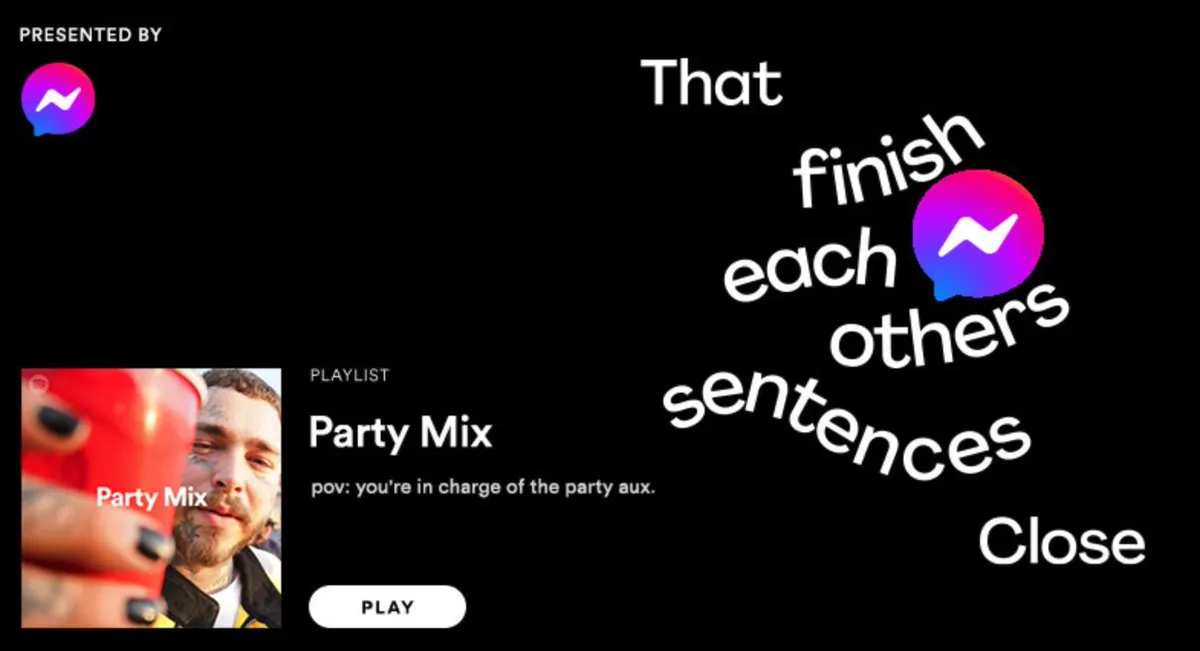 PRESENTED BY
That
finish
each
others
sentences
Close
PLAYLIST
Party Mix
pov: you're in charge of the party aux.
PLAY
Party Mix